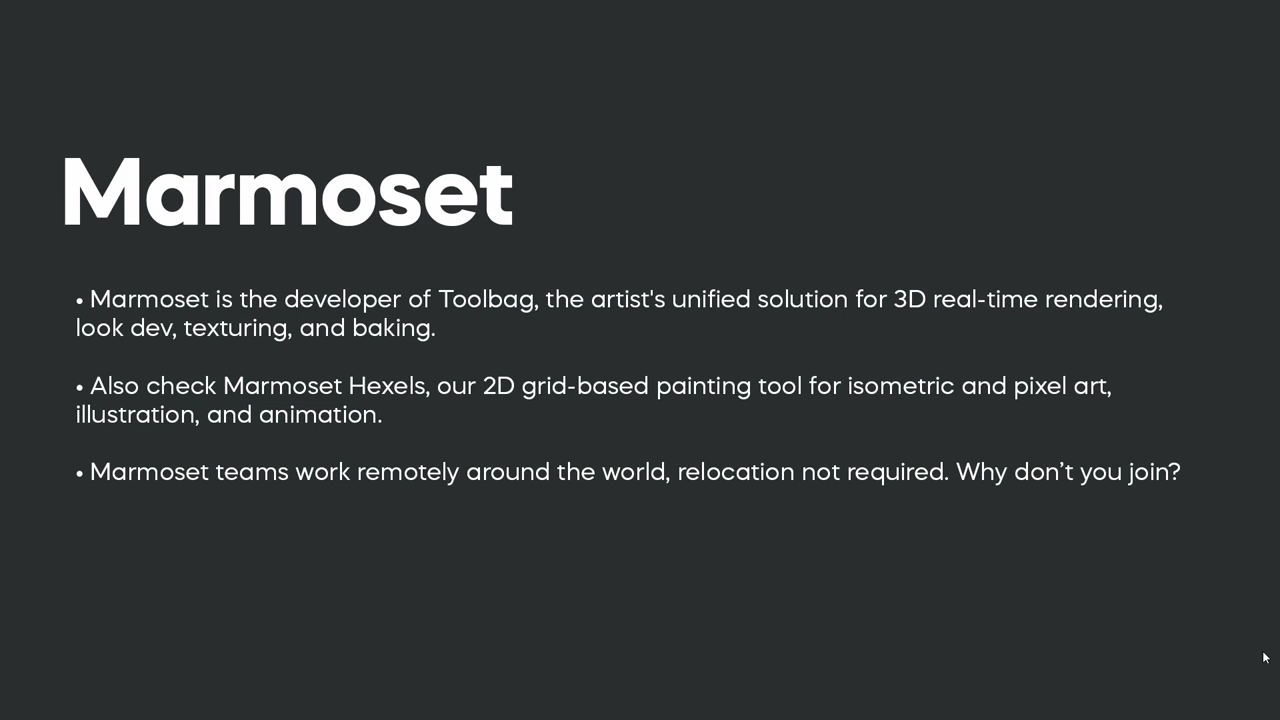 Marmoset
• Marmoset is the developer of Toolbag, the artist's unified solution for 3D real-time rendering,
look dev, texturing, and baking.
• Also check Marmoset Hexels, our 2D grid-based painting tool for isometric and pixel art,
illustration, and animation.
• Marmoset teams work remotely around the world, relocation not required. Why don’t you join?